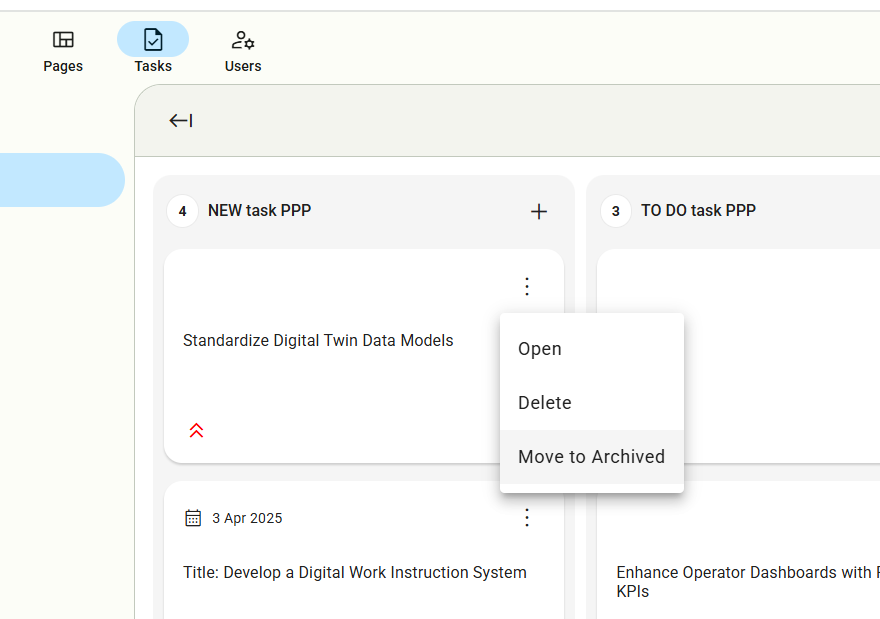 Pages
Tasks
Users
4
NEW task PPP
3
TO DO task PPP
Standardize Digital Twin Data Models
Open
Delete
Move to Archived
3 Apr 2025
Title: Develop a Digital Work Instruction System
Enhance Operator Dashboards with
KPIs